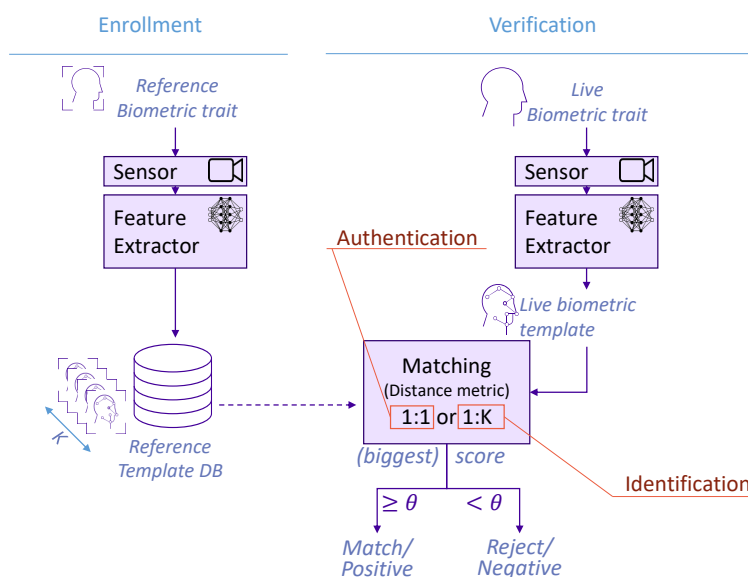 Enrollment
Verification
Reference
Biometric trait
Live
Biometric trait
Sensor
Sensor
Feature
Extractor
Feature
Extractor
Authentication
Live biometric
template
Matching
(Distance metric)
1:1 or 1:K
K
Reference
Template DB
(biggest) score
Identification
≥ θ
< θ
Match/
Positive
Reject/
Negative